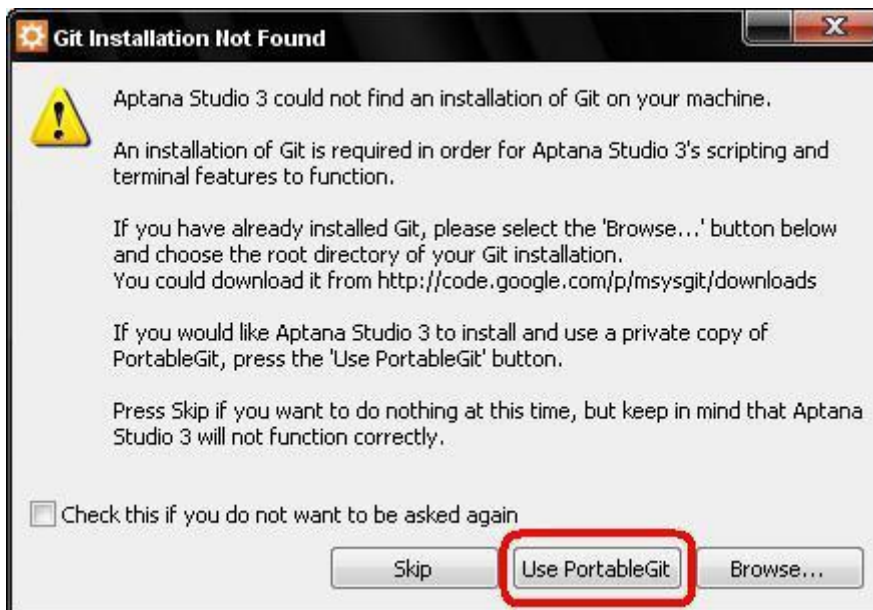 Git Installation Not Found
Aptana Studio 3 could not find an installation of Git on your machine.
An installation of Git is required in order for Aptana Studio 3's scripting and
terminal features to function.
If you have already installed Git, please select the 'Browse...' button below
and choose the root directory of your Git installation.
You could download it from http://code.google.com/p/msysgit/downloads
If you would like Aptana Studio 3 to install and use a private copy of
PortableGit, press the 'Use PortableGit' button.
Press Skip if you want to do nothing at this time, but keep in mind that Aptana
Studio 3 will not function correctly.
Check this if you do not want to be asked again
Skip
Use PortableGit
Browse...